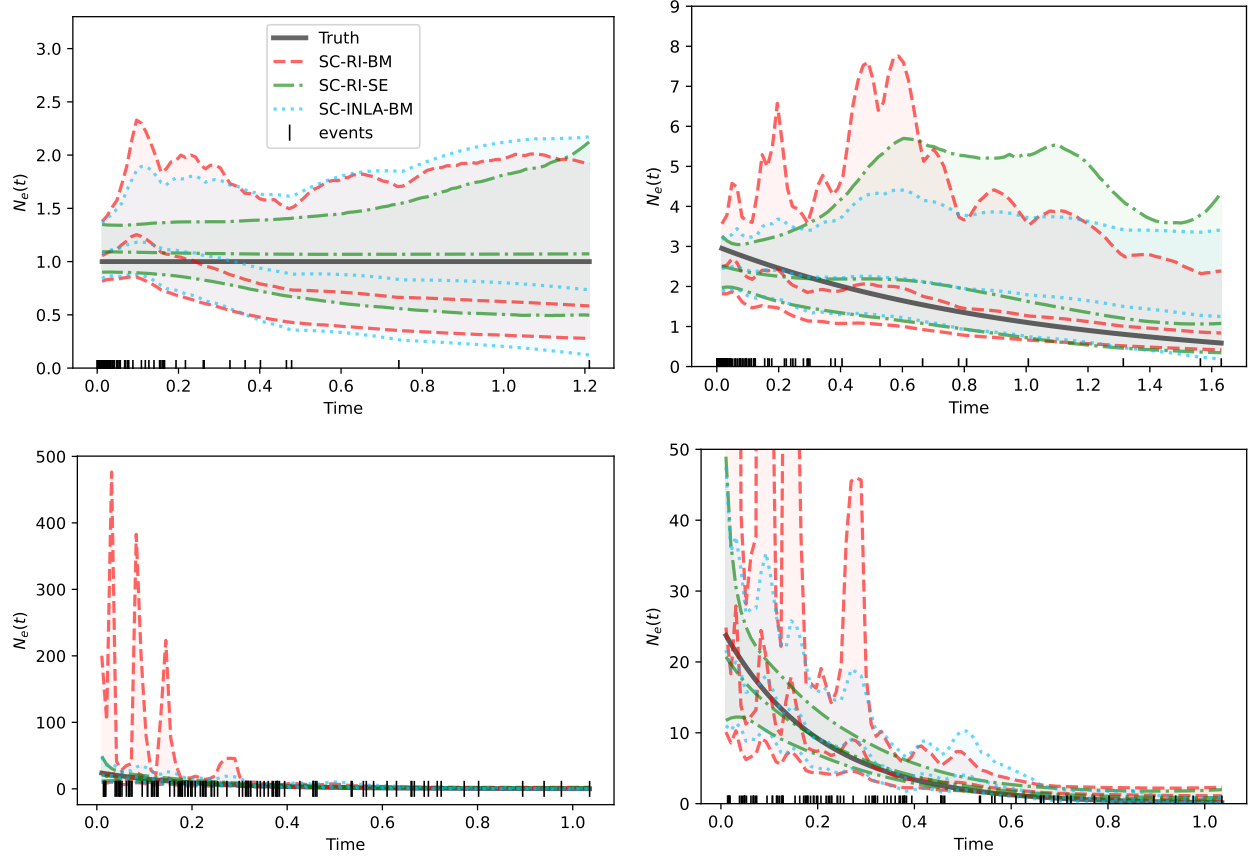 3.0
2.5
2.0
1.5
1.0
0.5
0.0
N_e(t)
0.0 0.2 0.4 0.6 0.8 1.0 1.2
Time
Truth
SC-RI-BM
SC-RI-SE
SC-INLA-BM
events
9
8
7
6
5
4
3
2
1
0
N_e(t)
0.0 0.2 0.4 0.6 0.8 1.0 1.2 1.4 1.6
Time
500
400
300
200
100
0
N_e(t)
0.0 0.2 0.4 0.6 0.8 1.0
Time
50
40
30
20
10
0
N_e(t)
0.0 0.2 0.4 0.6 0.8 1.0
Time